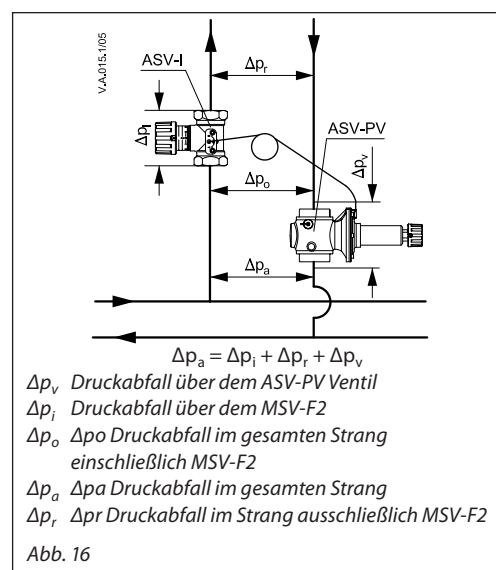 V.A.015.1/05
ASV-I
Δpᵣ
ASV-PV
Δpᵢ
Δpᵥ
Δpₒ
Δpₐ
Δpₐ = Δpᵢ + Δpᵣ + Δpᵥ
Δpᵥ Druckabfall über dem ASV-PV Ventil
Δpᵢ Druckabfall über dem MSV-F2
Δpₒ Δpo Druckabfall im gesamten Strang
einschließlich MSV-F2
Δpₐ Δpa Druckabfall im gesamten Strang
Δpᵣ Δpr Druckabfall im Strang ausschließlich MSV-F2
Abb. 16